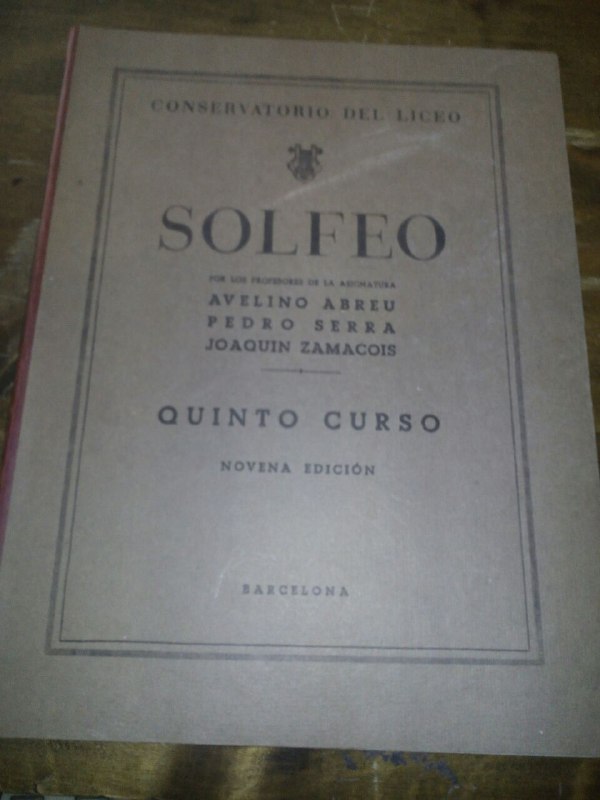 CONSERVATORIO DEL LICEO
SOLFEO
POR LOS PROFESORES DE LA ASIGNATURA
AVELINO ABREU
PEDRO SERRA
JOAQUIN ZAMACOIS
QUINTO CURSO
NOVENA EDICIÓN
BARCELONA